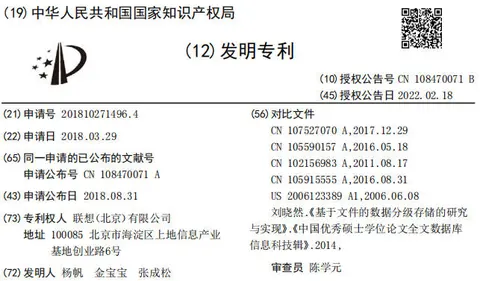 (19)中华人民共和国国家知识产权局
(12)发明专利
(10)授权公告号 CN 108470071 B
(45)授权公告日 2022.02.18
(21)申请号 201810271496.4
(22)申请日 2018.03.29
(65)同一申请的已公布的文献号
申请公布号 CN 108470071 A
(43)申请公布日 2018.08.31
(73)专利权人 联想(北京)有限公司
地址 100085 北京市海淀区上地信息产业
基地创业路6号
(72)发明人 杨帆 金宝宝 张成松
(56)对比文件
CN 107527070 A,2017.12.29
CN 105590157 A,2016.05.18
CN 102156983 A,2011.08.17
CN 105915555 A,2016.08.31
US 2006123389 A1,2006.06.08
刘晓然.《基于文件的数据分级存储的研究
与实现》.《中国优秀硕士学位论文全文数据库
信息科技辑》.2014,
审查员 陈学元